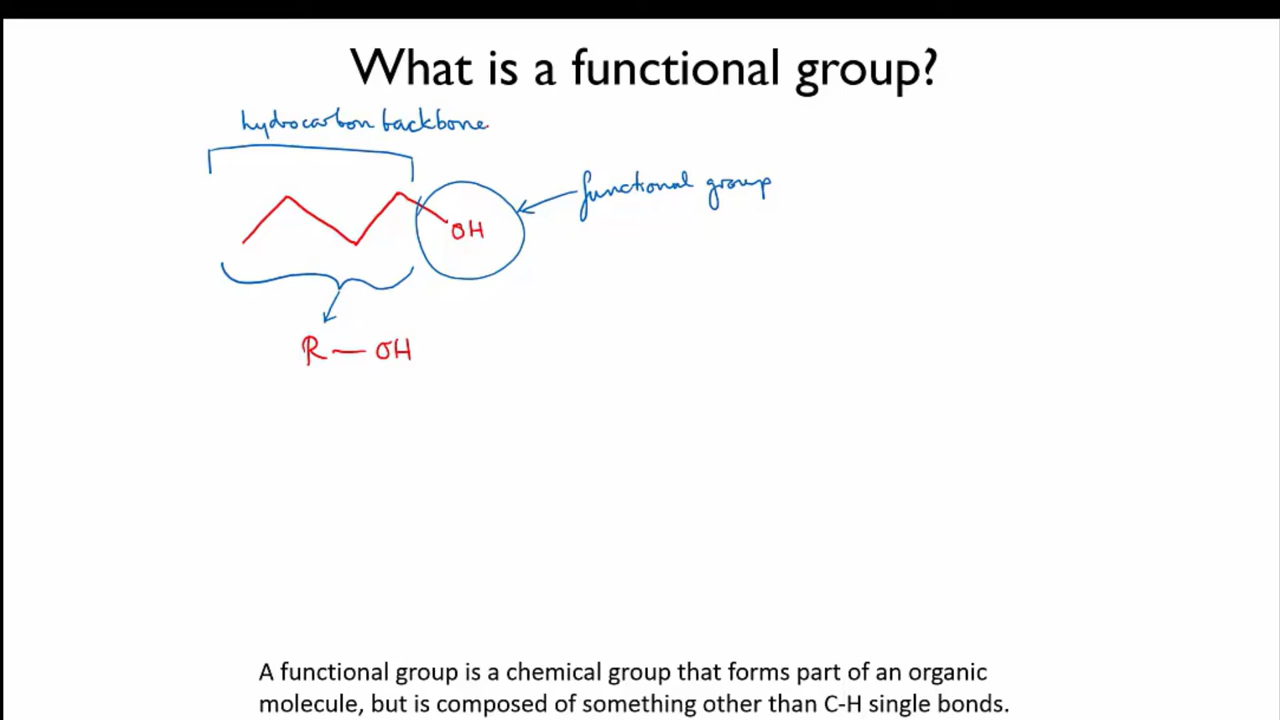 What is a functional group?
hydrocarbon backbone
functional group
OH
R — OH
A functional group is a chemical group that forms part of an organic
molecule, but is composed of something other than C-H single bonds.